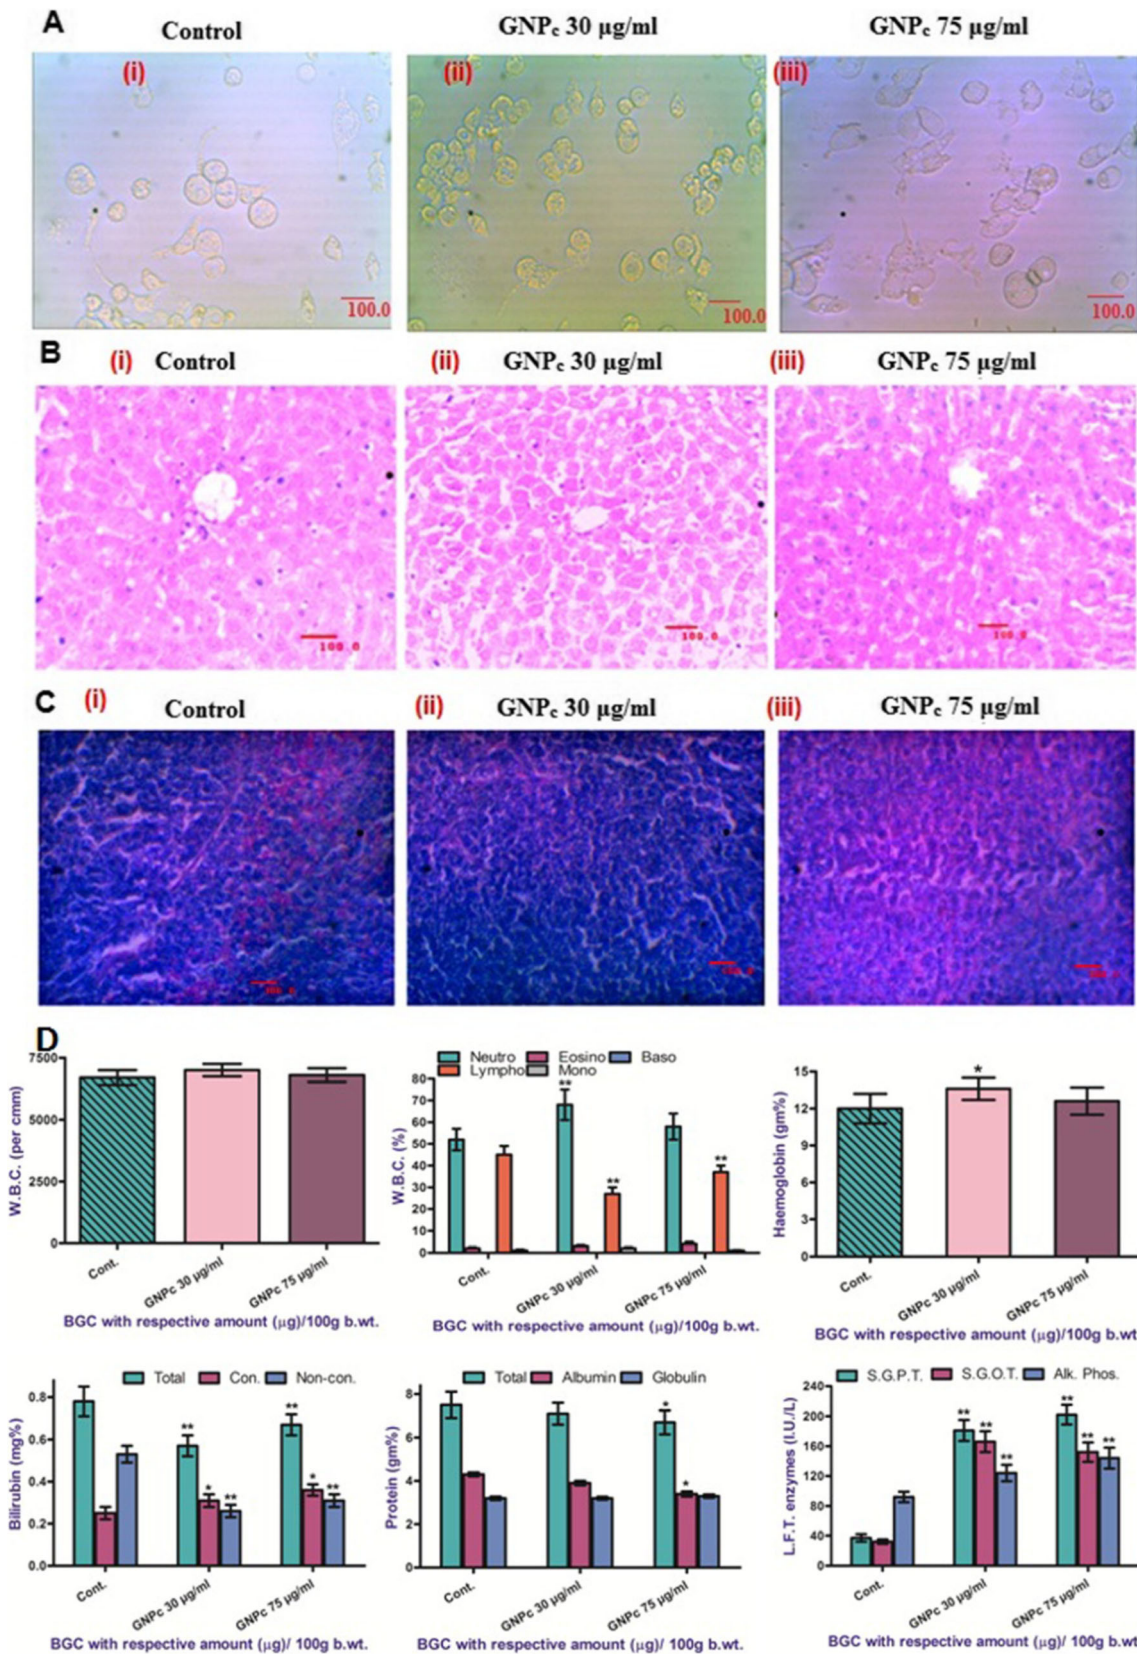 A
Control
GNPc 30 µg/ml
GNPc 75 µg/ml
(i)
(ii)
(iii)
100.0
100.0
100.0
B
(i)
Control
(ii)
GNPc 30 µg/ml
(iii)
GNPc 75 µg/ml
100.0
100.0
100.0
C
(i)
Control
(ii)
GNPc 30 µg/ml
(iii)
GNPc 75 µg/ml
100.0
D
W.B.C. (per cmm)
7500
5000
2500
0
Cont.
GNPc 30 µg/ml
GNPc 75 µg/ml
BGC with respective amount (µg)/100g b.wt.
Neutro
Eosino
Baso
Lympho
Mono
W.B.C. (%)
80
70
60
50
40
30
20
10
0
**
**
**
Cont.
GNPc 30 µg/ml
GNPc 75 µg/ml
BGC with respective amount (µg)/100g b.wt.
Haemoglobin (gm%)
15
12
9
6
3
0
*
Cont.
GNPc 30 µg/ml
GNPc 75 µg/ml
BGC with respective amount (µg)/100g b.wt.
Total
Con.
Non-con.
Bilirubin (mg%)
0.8
0.6
0.4
0.2
0.0
**
*
**
**
*
**
Cont.
GNPc 30 µg/ml
GNPc 75 µg/ml
BGC with respective amount (µg)/ 100g b.wt.
Total
Albumin
Globulin
Protein (gm%)
8
6
4
2
0
*
*
Cont.
GNPc 30 µg/ml
GNPc 75 µg/ml
BGC with respective amount (µg)/ 100g b.wt.
S.G.P.T.
S.G.O.T.
Alk. Phos.
L.F.T. enzymes (I.U./L)
240
200
160
120
80
40
0
**
**
**
**
**
**
Cont.
GNPc 30 µg/ml
GNPc 75 µg/ml
BGC with respective amount (µg)/ 100g b.wt.